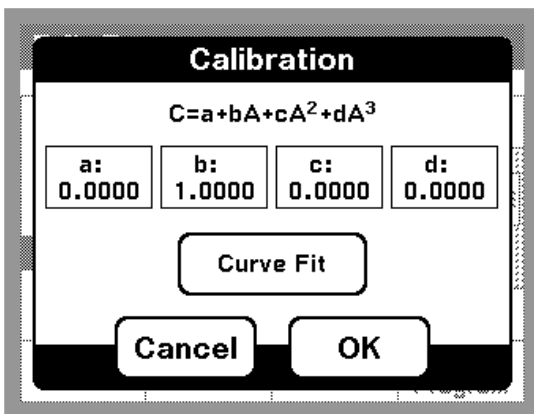 Calibration
C=a+bA+cA²+dA³
a: b: c: d:
0.0000 1.0000 0.0000 0.0000
Curve Fit
Cancel OK